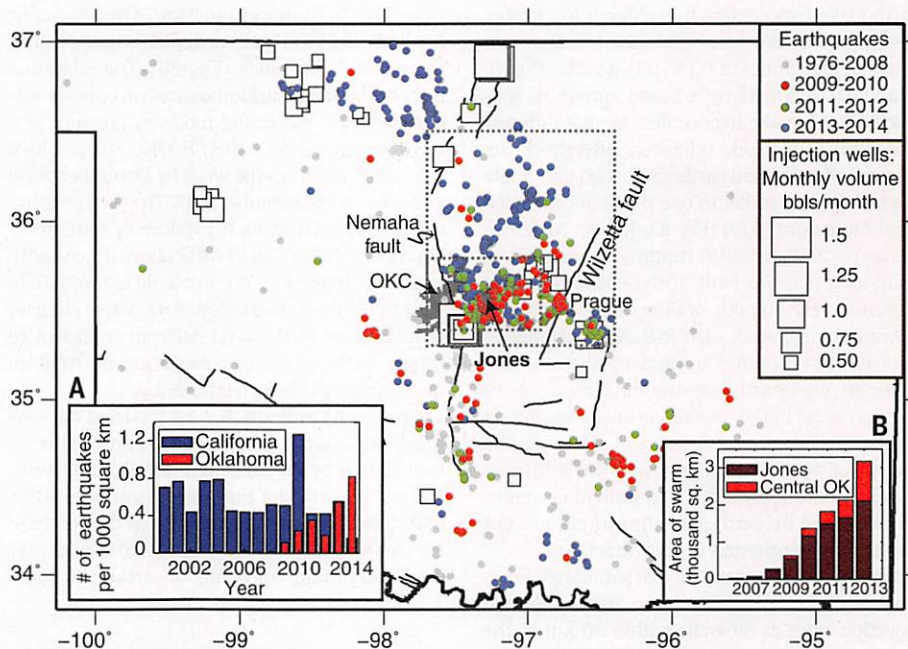 37
36
35
34
−100
−99
−98
−97
−96
−95
Earthquakes
1976-2008
2009-2010
2011-2012
2013-2014
Injection wells:
Monthly volume
bbls/month
1.5
1.25
1.0
0.75
0.50
Nemaha
fault
OKC
Wilzetta fault
Prague
Jones
A
California
Oklahoma
# of earthquakes
per 1000 square km
1.2
0.8
0.4
0
2002
2006
2010
2014
Year
B
Jones
Central OK
Area of swarm
(thousand sq. km)
3
2
1
0
2007
2009
2011
2013